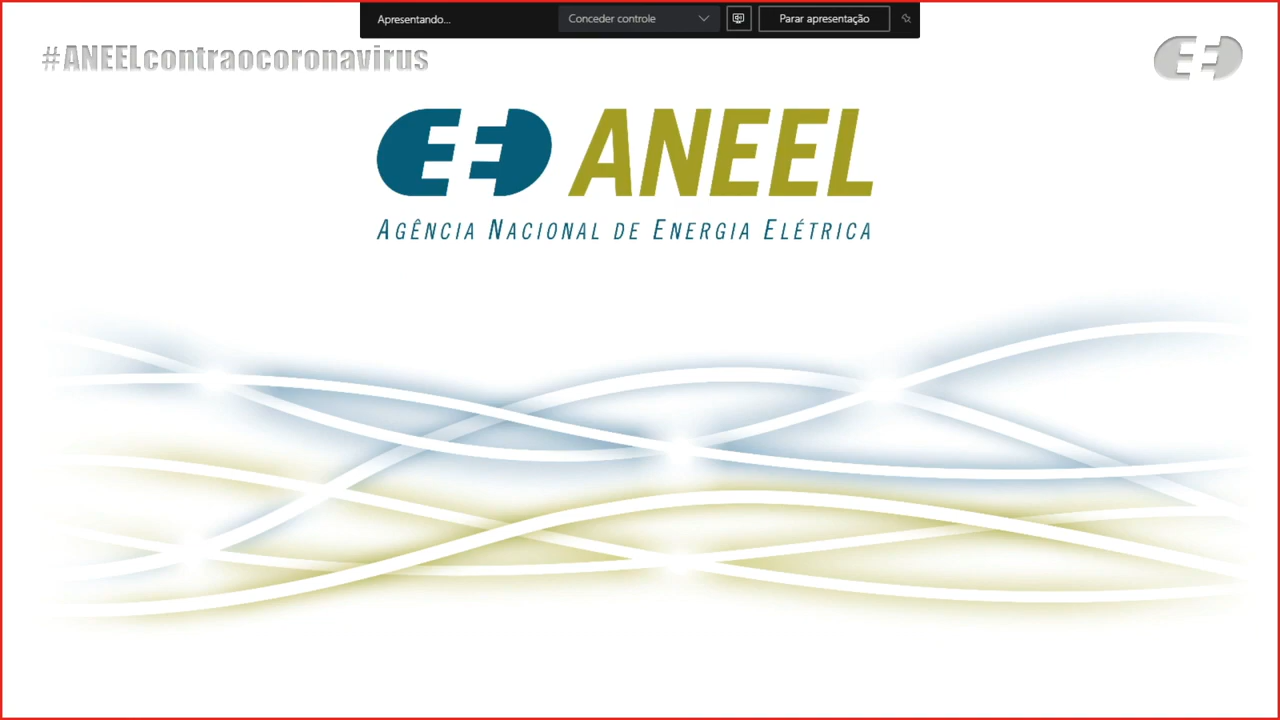 Apresentando...
Conceder controle
Parar apresentação
#ANEELcontraocoronavirus
ANEEL
AGÊNCIA NACIONAL DE ENERGIA ELÉTRICA